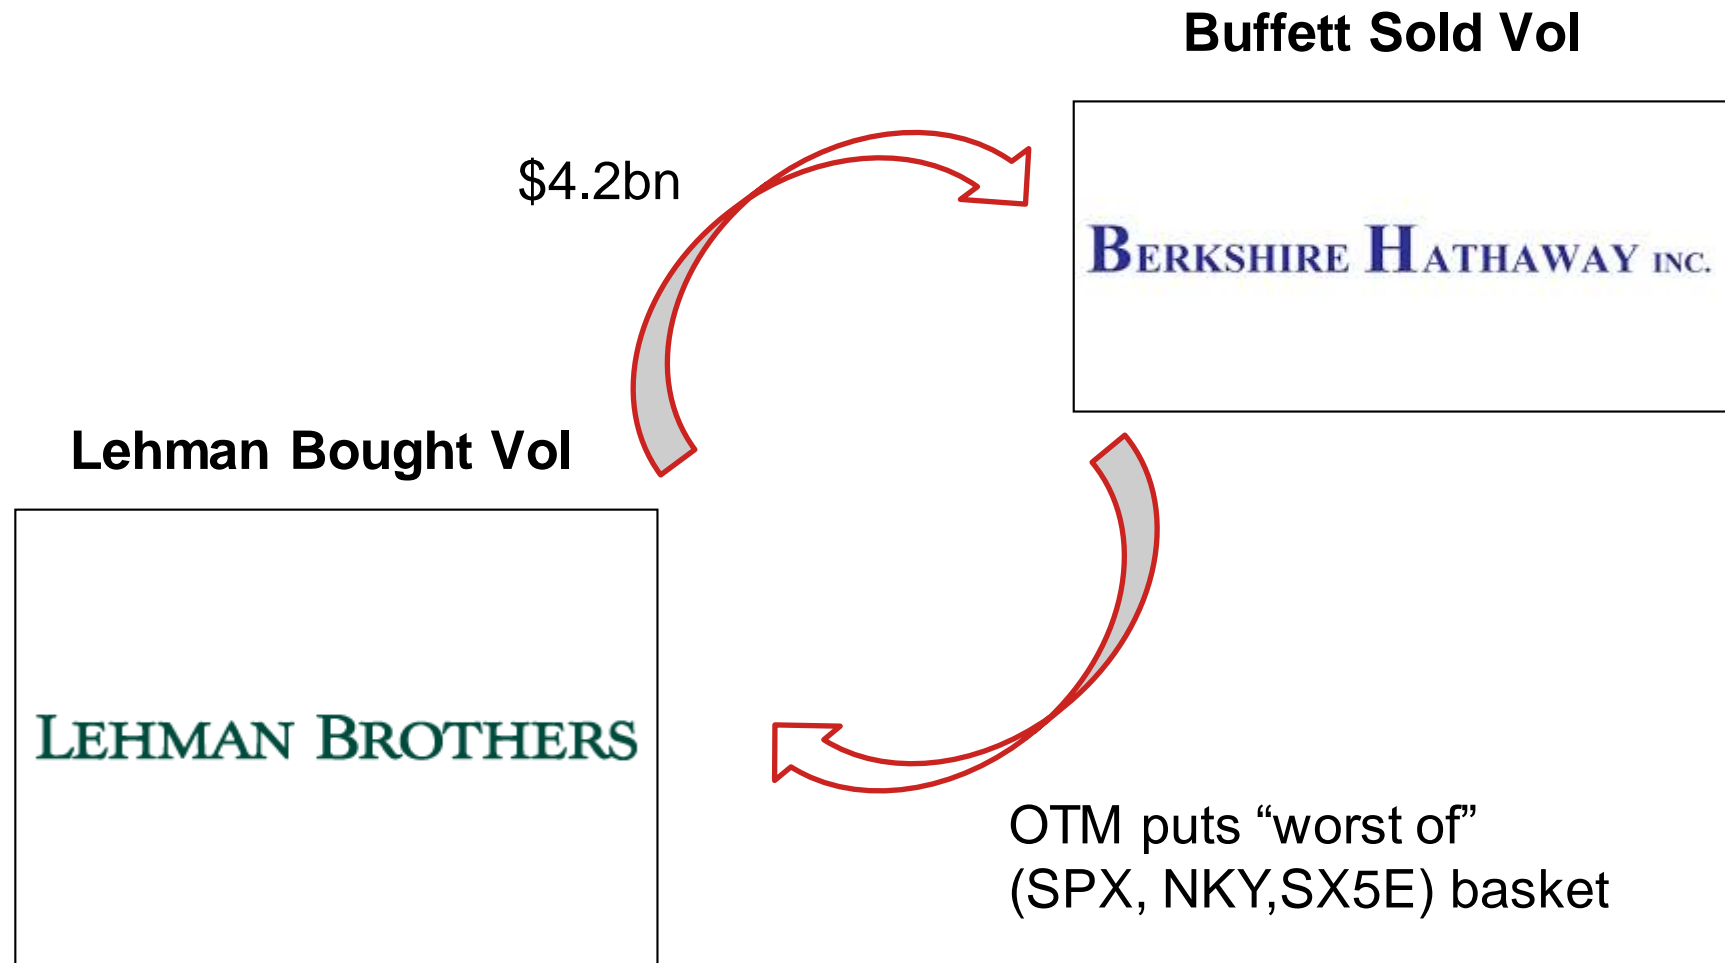 Buffett Sold Vol
$4.2bn
BERKSHIRE HATHAWAY INC.
Lehman Bought Vol
LEHMAN BROTHERS
OTM puts “worst of”
(SPX, NKY,SX5E) basket